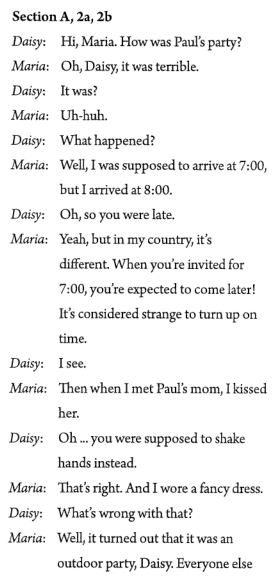 Section A, 2a, 2b
Daisy: Hi, Maria. How was Paul's party?
Maria: Oh, Daisy, it was terrible.
Daisy: It was?
Maria: Uh-huh.
Daisy: What happened?
Maria: Well, I was supposed to arrive at 7:00,
but I arrived at 8:00.
Daisy: Oh, so you were late.
Maria: Yeah, but in my country, it's
different. When you're invited for
7:00, you're expected to come later!
It's considered strange to turn up on
time.
Daisy: I see.
Maria: Then when I met Paul's mom, I kissed
her.
Daisy: Oh ... you were supposed to shake
hands instead.
Maria: That's right. And I wore a fancy dress.
Daisy: What's wrong with that?
Maria: Well, it turned out that it was an
outdoor party, Daisy. Everyone else